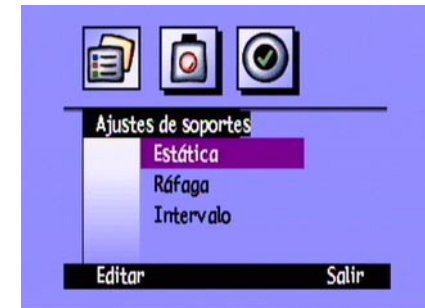 Ajustes de soportes
Estática
Ráfaga
Intervalo
Editar Salir